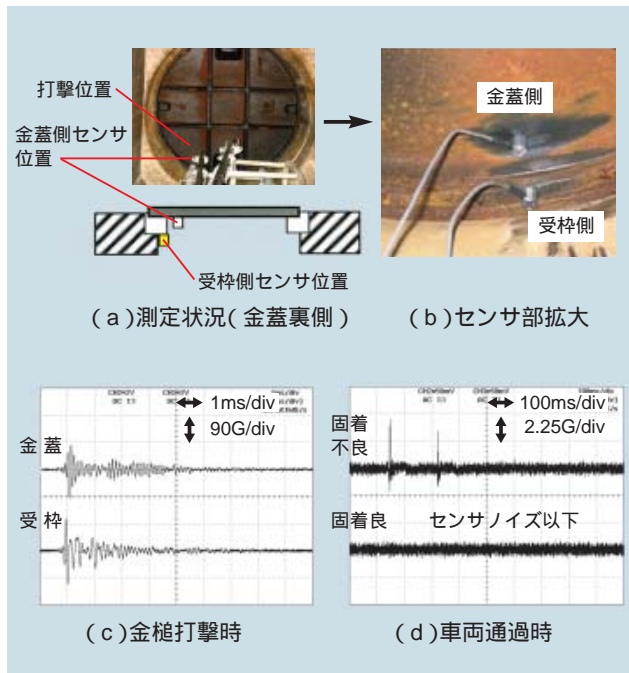 打撃位置
金蓋側センサ
位置
受枠側センサ位置
(a)測定状況(金蓋裏側)
金蓋側
受枠側
(b)センサ部拡大
1ms/div
90G/div
金蓋
受枠
(c)金槌打撃時
100ms/div
2.25G/div
固着
不良
固着良 センサノイズ以下
(d)車両通過時